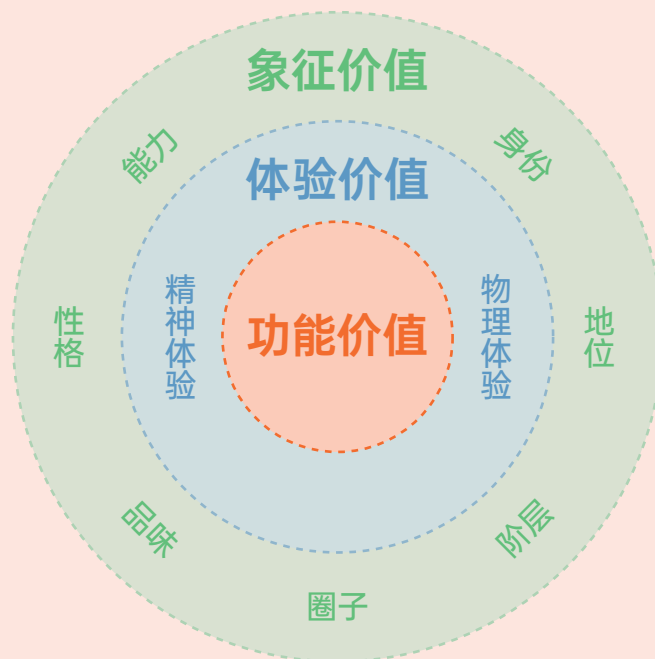 象征价值
能力
身份
体验价值
精神体验
物理体验
功能价值
性格
地位
品味
阶层
圈子